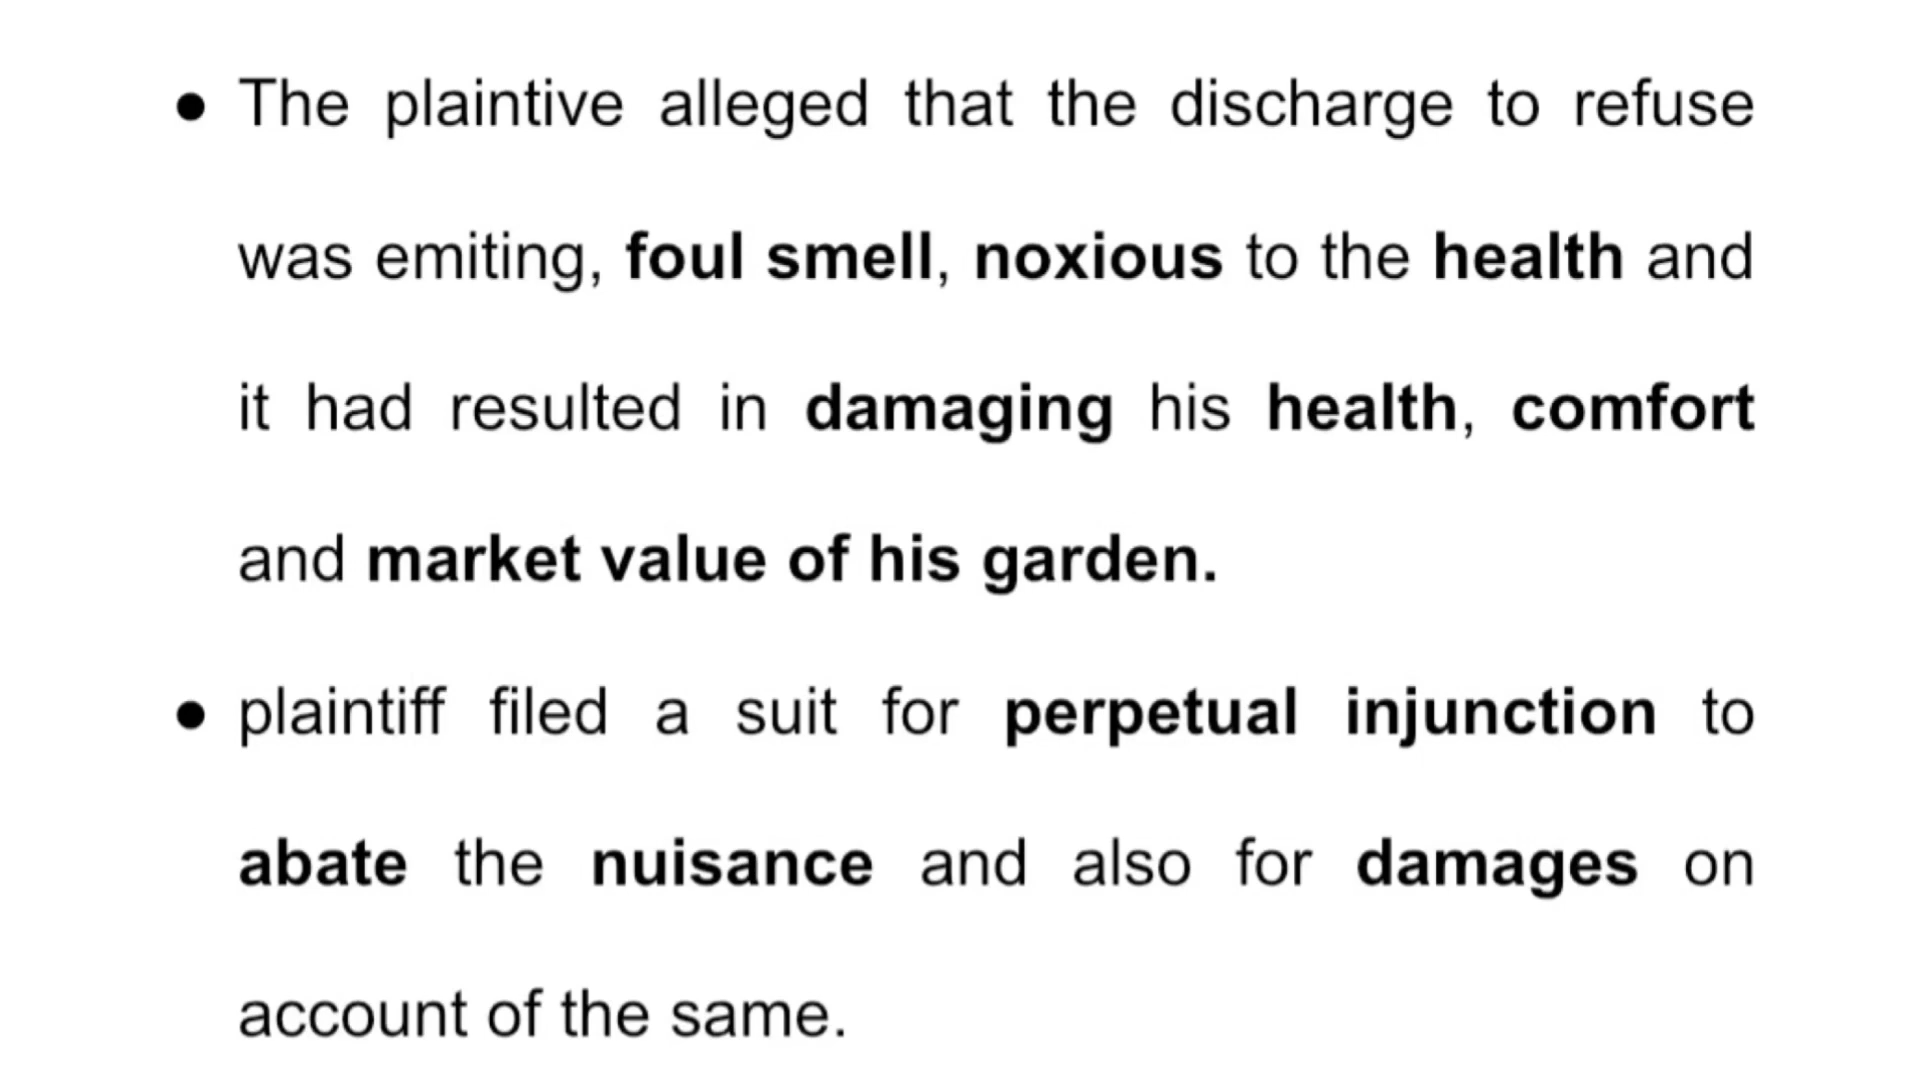 ● The plaintive alleged that the discharge to refuse
was emiting, foul smell, noxious to the health and
it had resulted in damaging his health, comfort
and market value of his garden.
● plaintiff filed a suit for perpetual injunction to
abate the nuisance and also for damages on
account of the same.